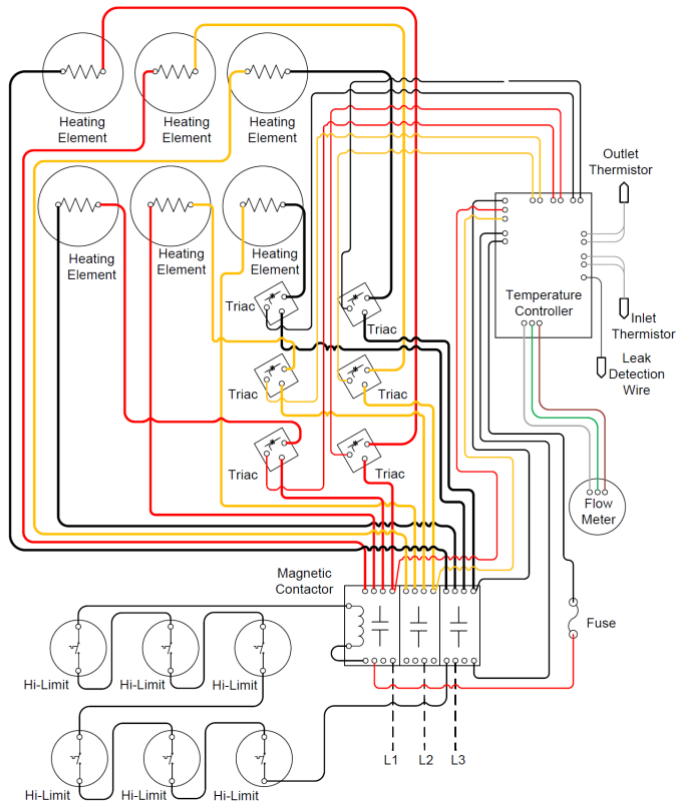 Heating
Element
Heating
Element
Heating
Element
Outlet
Thermistor
Heating
Element
Heating
Element
Heating
Element
Temperature
Controller
Inlet
Thermistor
Triac
Triac
Leak
Detection
Wire
Triac
Triac
Triac
Triac
Flow
Meter
Magnetic
Contactor
Fuse
Hi-Limit
Hi-Limit
Hi-Limit
L1
L2
L3
Hi-Limit
Hi-Limit
Hi-Limit